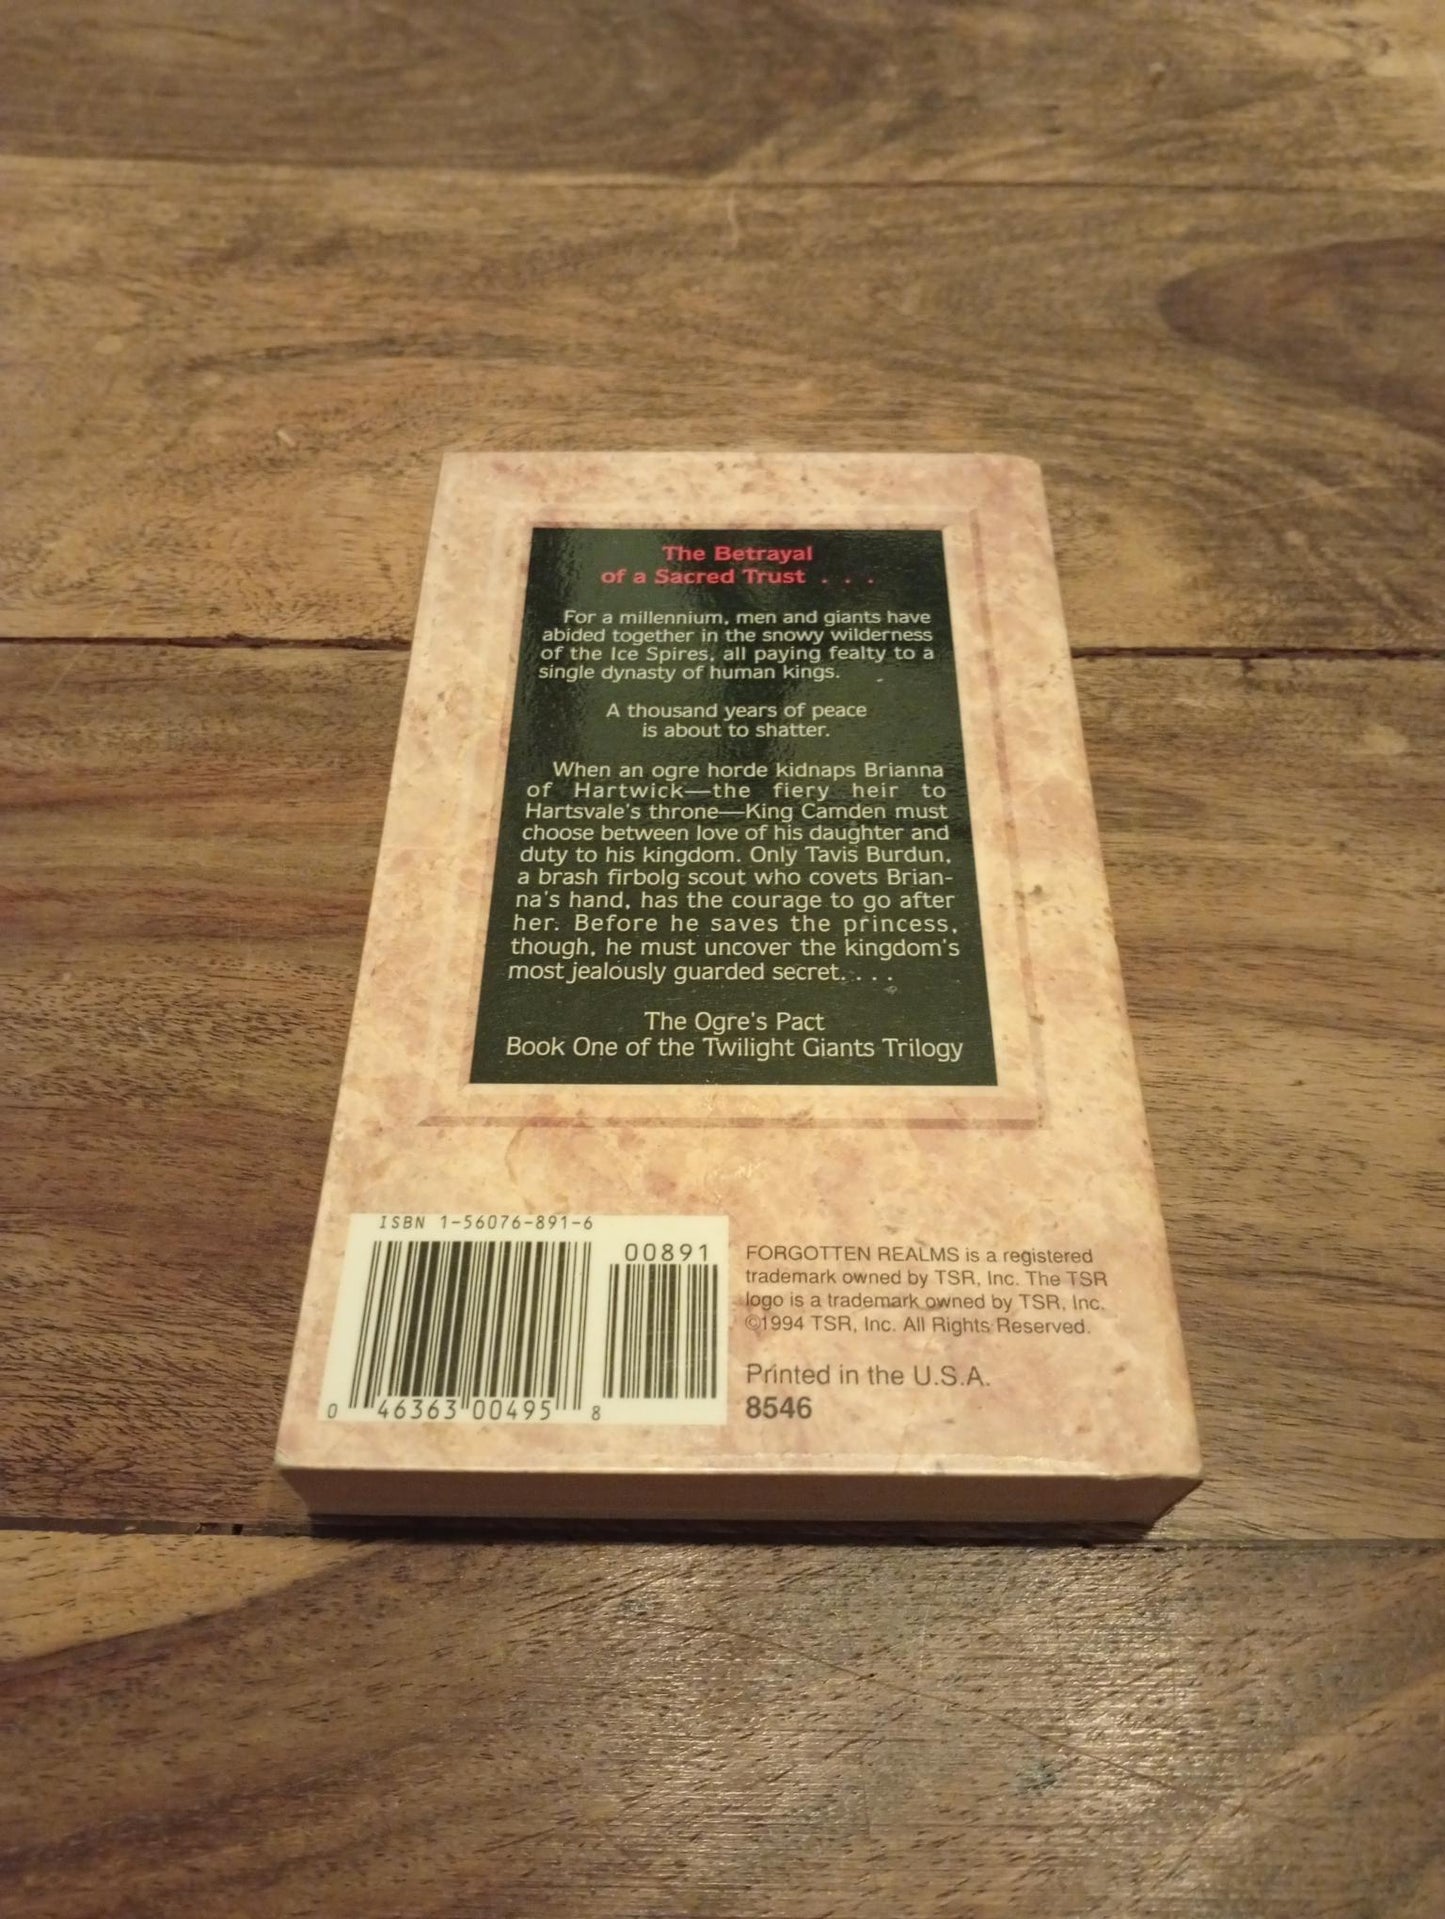 The Betrayal
of a Sacred Trust . . .
For a millennium, men and giants have
abided together in the snowy wilderness
of the Ice Spires, all paying fealty to a
single dynasty of human kings.
A thousand years of peace
is about to shatter.
When an ogre horde kidnaps Brianna
of Hartwick—the fiery heir to
Hartsvale's throne—King Camden must
choose between love of his daughter and
duty to his kingdom. Only Tavis Burdun,
a brash firbolg scout who covets Brian-
na's hand, has the courage to go after
her. Before he saves the princess,
though, he must uncover the kingdom's
most jealously guarded secret. . . .
The Ogre's Pact
Book One of the Twilight Giants Trilogy
ISBN 1-56076-891-6
00891
0 46363 00495 8
FORGOTTEN REALMS is a registered
trademark owned by TSR, Inc. The TSR
logo is a trademark owned by TSR, Inc.
©1994 TSR, Inc. All Rights Reserved.
Printed in the U.S.A.
8546